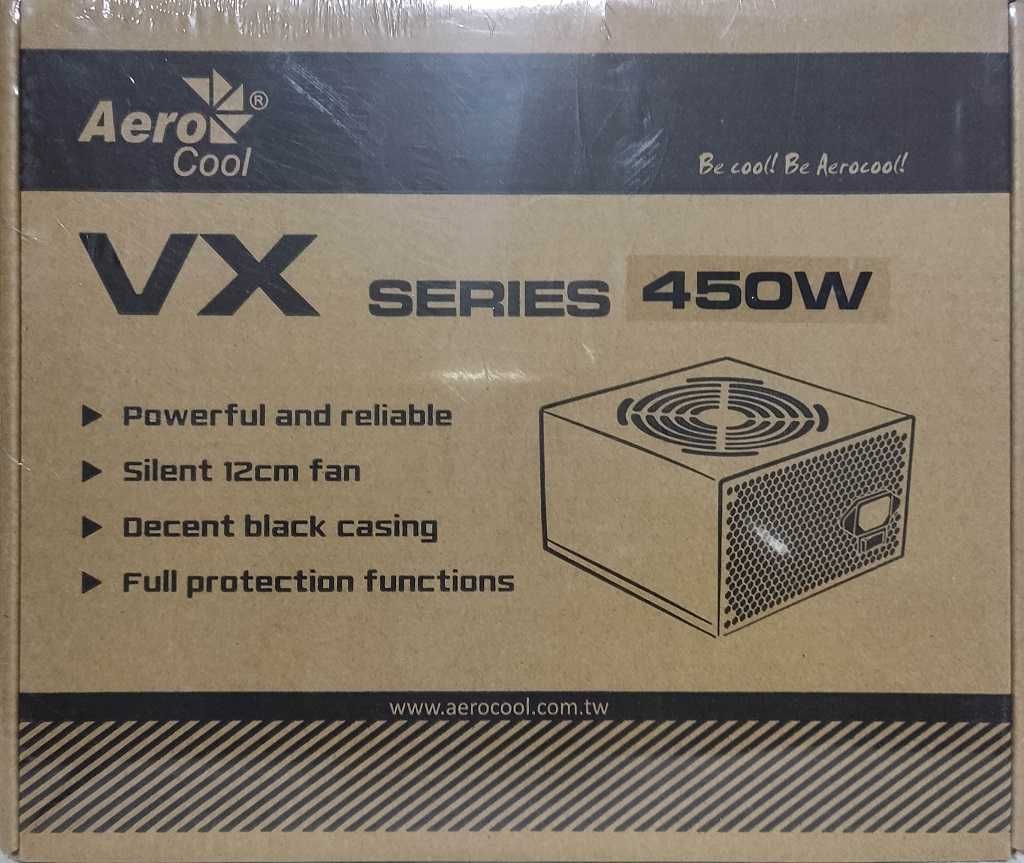 Aero ®
Cool
Be cool! Be Aerocool!
VX SERIES 450W
Powerful and reliable
Silent 12cm fan
Decent black casing
Full protection functions
www.aerocool.com.tw